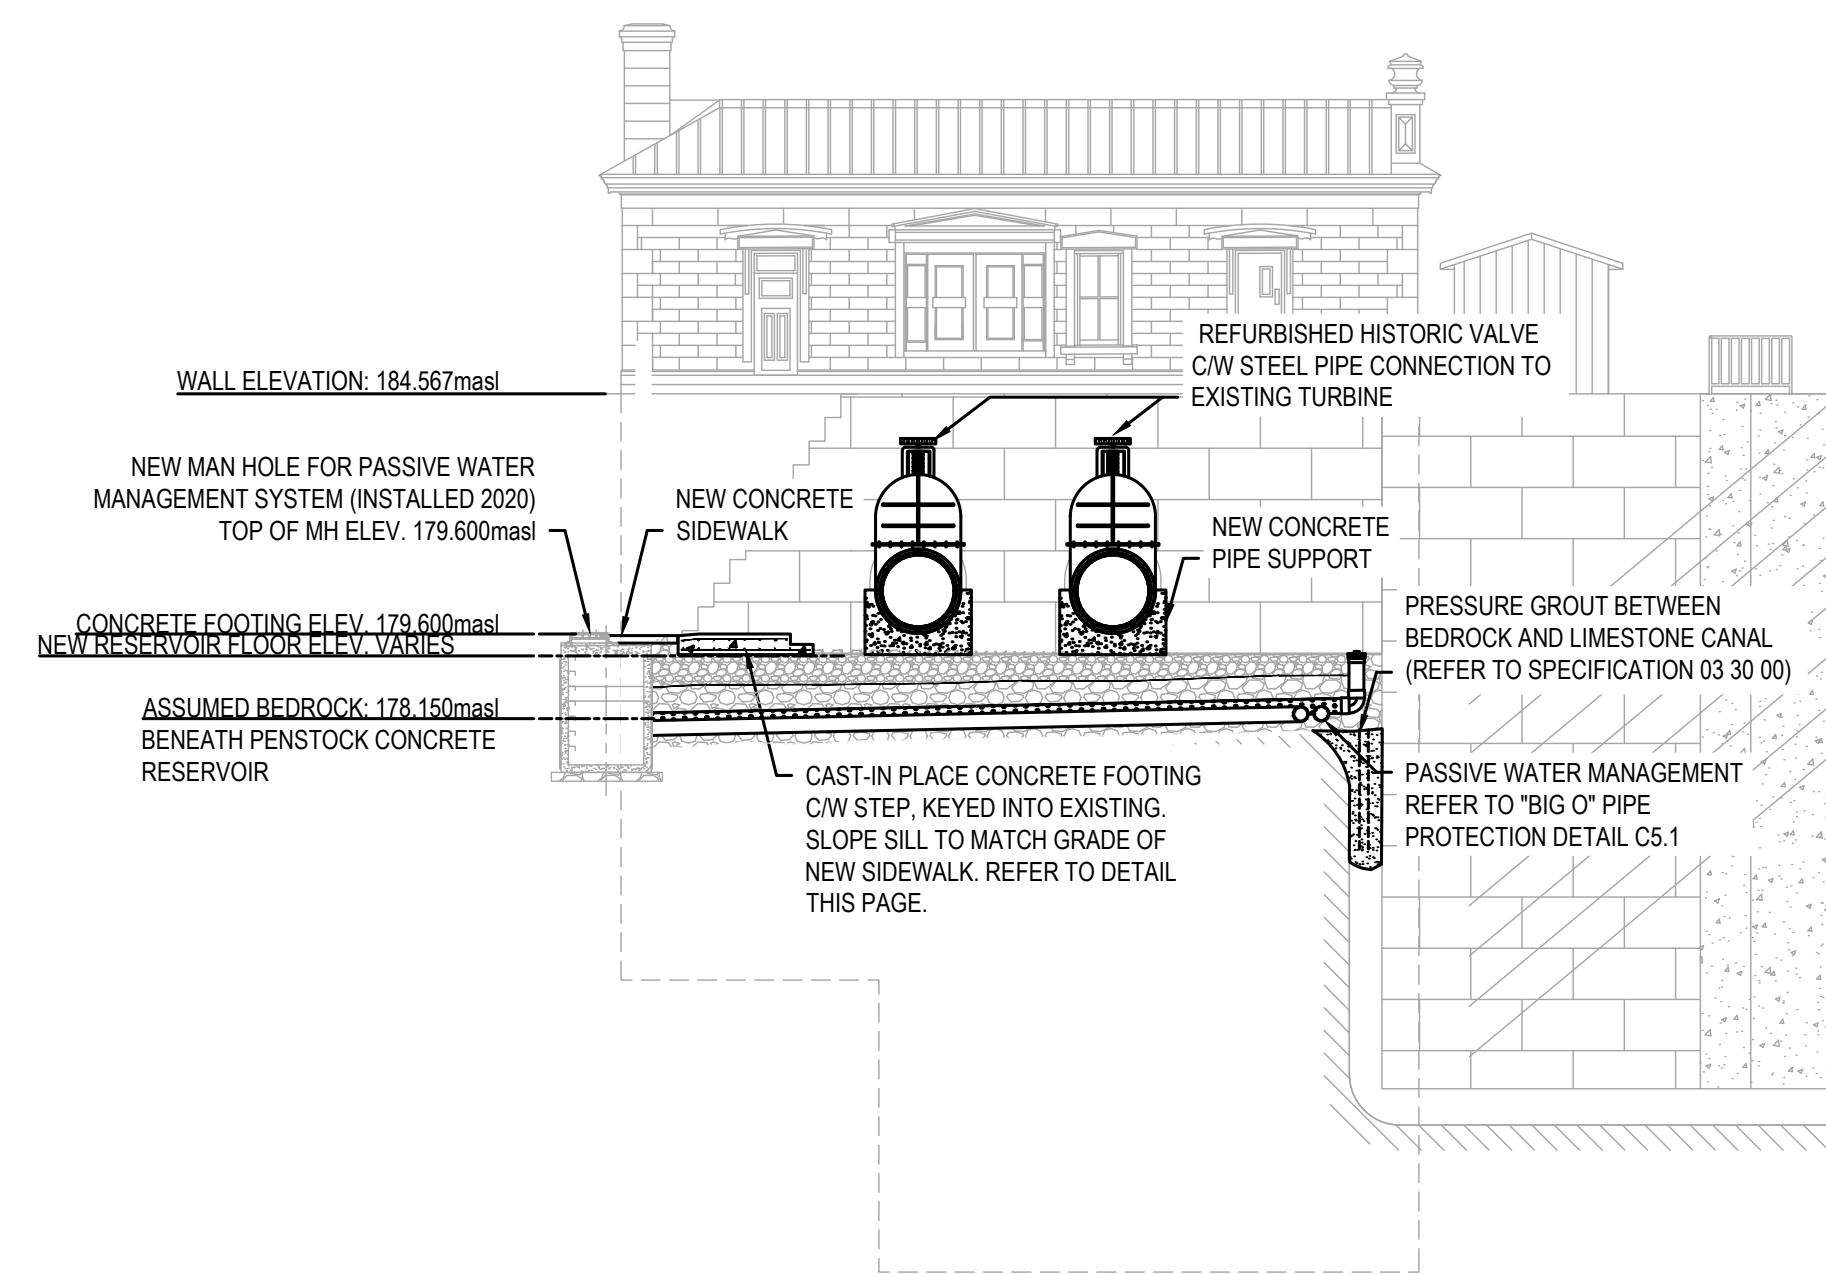 REFURBISHED HISTORIC VALVE
C/W STEEL PIPE CONNECTION TO
EXISTING TURBINE
WALL ELEVATION: 184.567masl
NEW MAN HOLE FOR PASSIVE WATER
MANAGEMENT SYSTEM (INSTALLED 2020)
TOP OF MH ELEV. 179.600masl
NEW CONCRETE
SIDEWALK
NEW CONCRETE
PIPE SUPPORT
CONCRETE FOOTING ELEV. 179.600masl
NEW RESERVOIR FLOOR ELEV. VARIES
PRESSURE GROUT BETWEEN
BEDROCK AND LIMESTONE CANAL
(REFER TO SPECIFICATION 03 30 00)
ASSUMED BEDROCK: 178.150masl
BENEATH PENSTOCK CONCRETE
RESERVOIR
CAST-IN PLACE CONCRETE FOOTING
C/W STEP, KEYED INTO EXISTING.
SLOPE SILL TO MATCH GRADE OF
NEW SIDEWALK. REFER TO DETAIL
THIS PAGE.
PASSIVE WATER MANAGEMENT
REFER TO "BIG O" PIPE
PROTECTION DETAIL C5.1